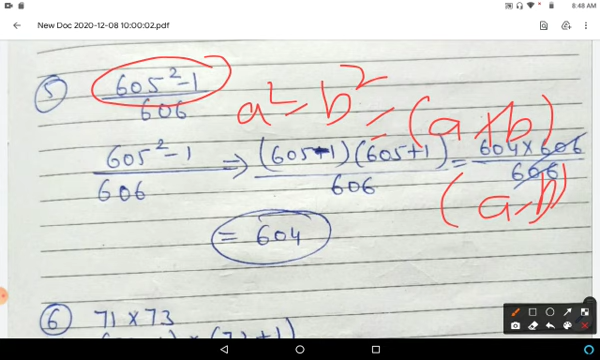 8:48 AM
New Doc 2020-12-08 10:00:02.pdf
⑤ 605²-1 / 606
a²-b² = (a+b) (a-b)
605²-1 / 606 ⇒ (605-1)(605+1) / 606 = 604×606 / 606
= 604
⑥ 71×73